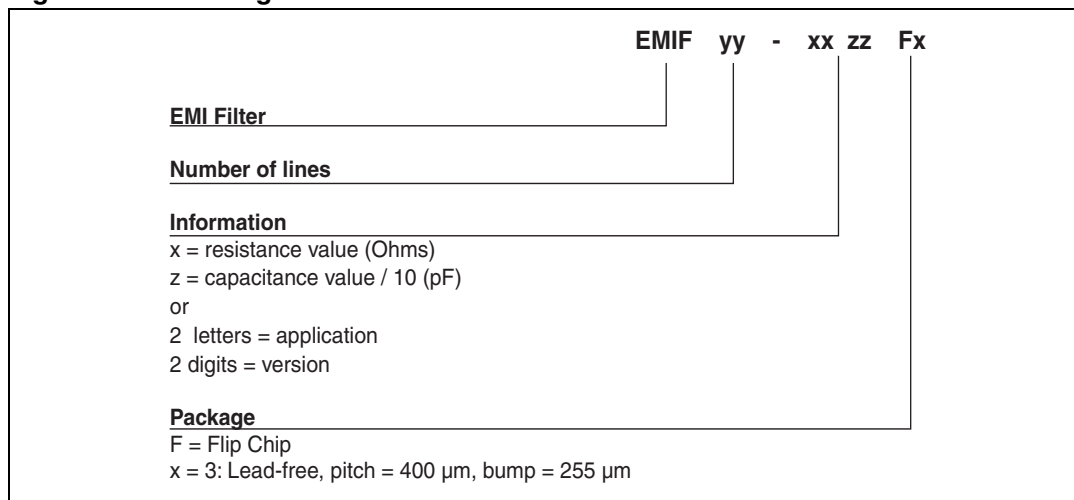 EMIF yy - xx zz Fx
EMI Filter
Number of lines
Information
x = resistance value (Ohms)
z = capacitance value / 10 (pF)
or
2 letters = application
2 digits = version
Package
F = Flip Chip
x = 3: Lead-free, pitch = 400 µm, bump = 255 µm